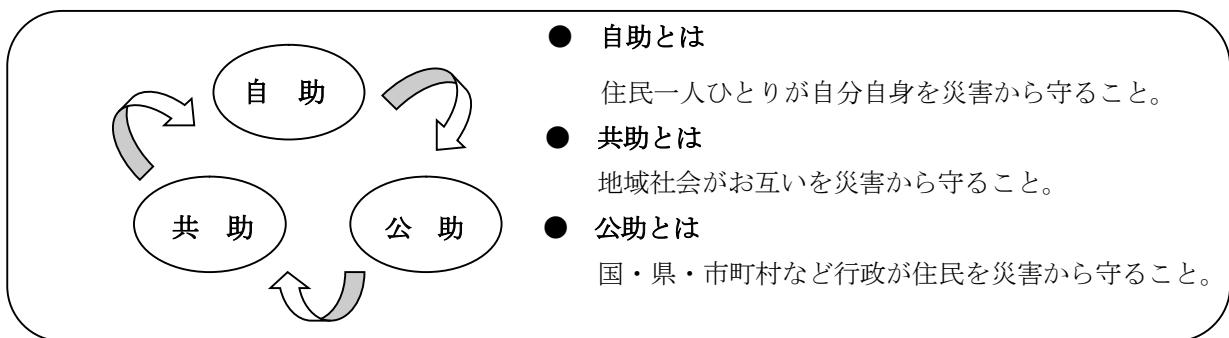 自 助
共 助
公 助
● 自助とは
住民一人ひとりが自分自身を災害から守ること。
● 共助とは
地域社会がお互いを災害から守ること。
● 公助とは
国・県・市町村など行政が住民を災害から守ること。